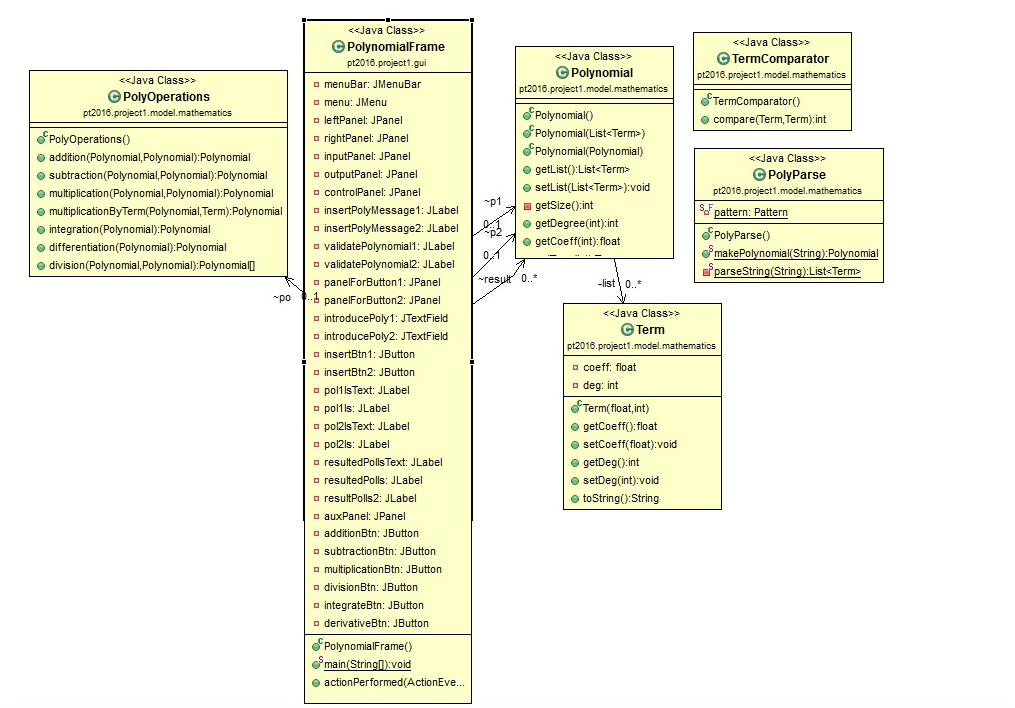 <<Java Class>>
PolyOperations
pt2016.project1.model.mathematics
PolyOperations()
addition(Polynomial,Polynomial):Polynomial
subtraction(Polynomial,Polynomial):Polynomial
multiplication(Polynomial,Polynomial):Polynomial
multiplicationByTerm(Polynomial,Term):Polynomial
integration(Polynomial):Polynomial
differentiation(Polynomial):Polynomial
division(Polynomial,Polynomial):Polynomial[]
~po
0..1
<<Java Class>>
PolynomialFrame
pt2016.project1.gui
menuBar: JMenuBar
menu: JMenu
leftPanel: JPanel
rightPanel: JPanel
inputPanel: JPanel
outputPanel: JPanel
controlPanel: JPanel
insertPolyMessage1: JLabel
insertPolyMessage2: JLabel
validatePolynomial1: JLabel
validatePolynomial2: JLabel
panelForButton1: JPanel
panelForButton2: JPanel
introducePoly1: JTextField
introducePoly2: JTextField
insertBtn1: JButton
insertBtn2: JButton
pol1IsText: JLabel
pol1Is: JLabel
pol2IsText: JLabel
pol2Is: JLabel
resultedPollsText: JLabel
resultedPolls: JLabel
resultPolls2: JLabel
auxPanel: JPanel
additionBtn: JButton
subtractionBtn: JButton
multiplicationBtn: JButton
divisionBtn: JButton
integrateBtn: JButton
derivativeBtn: JButton
PolynomialFrame()
main(String[]):void
actionPerformed(ActionEve...
~p1
0..1
~p2
0..1
~result
0..*
<<Java Class>>
Polynomial
pt2016.project1.model.mathematics
Polynomial()
Polynomial(List<Term>)
Polynomial(Polynomial)
getList():List<Term>
setList(List<Term>):void
getSize():int
getDegree(int):int
getCoeff(int):float
-list
0..*
<<Java Class>>
Term
pt2016.project1.model.mathematics
coeff: float
deg: int
Term(float,int)
getCoeff():float
setCoeff(float):void
getDeg():int
setDeg(int):void
toString():String
<<Java Class>>
TermComparator
pt2016.project1.model.mathematics
TermComparator()
compare(Term,Term):int
<<Java Class>>
PolyParse
pt2016.project1.model.mathematics
pattern: Pattern
PolyParse()
makePolynomial(String):Polynomial
parseString(String):List<Term>